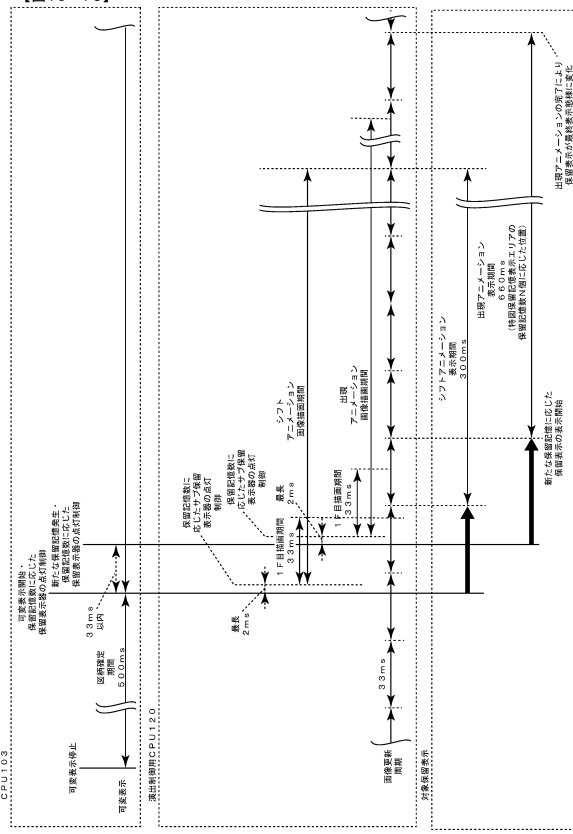 CPU103
可変表示停止
可変表示
図柄確定
期間
500ms
33ms
以内
可変表示開始・
保留記憶数に応じた
保留表示器の点灯制御
新たな保留記憶発生・
保留記憶数に応じた
保留表示器の点灯制御
演出制御用CPU120
最長
2ms
保留記憶数に
応じたサブ保留
表示器の点灯
制御
保留記憶数に
応じたサブ保留
表示器の点灯
制御
1F目描画期間
33ms
最長
2ms
1F目描画期間
33ms
シフト
アニメーション
画像描画期間
出現
アニメーション
画像描画期間
画像更新
周期
33ms
対象保留表示
新たな保留記憶に応じた
保留表示の表示開始
シフトアニメーション
表示期間
300ms
出現アニメーション
表示期間
660ms
(特図保留記憶表示エリアの
保留記憶数N個に応じた位置)
出現アニメーションの完了により
保留表示が最終表示態様に変化